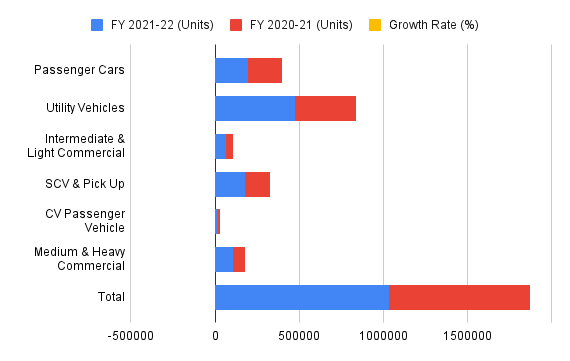 FY 2021-22 (Units) FY 2020-21 (Units) Growth Rate (%)
Passenger Cars
Utility Vehicles
Intermediate &
Light Commercial
SCV & Pick Up
CV Passenger
Vehicle
Medium & Heavy
Commercial
Total
-500000 0 500000 1000000 1500000